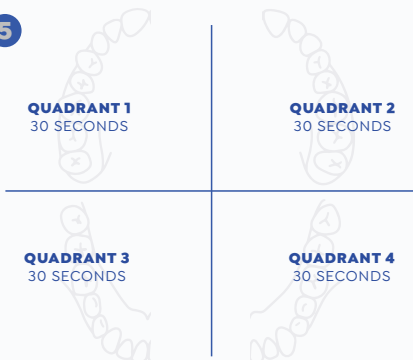 5
QUADRANT 1
30 SECONDS
QUADRANT 2
30 SECONDS
QUADRANT 3
30 SECONDS
QUADRANT 4
30 SECONDS